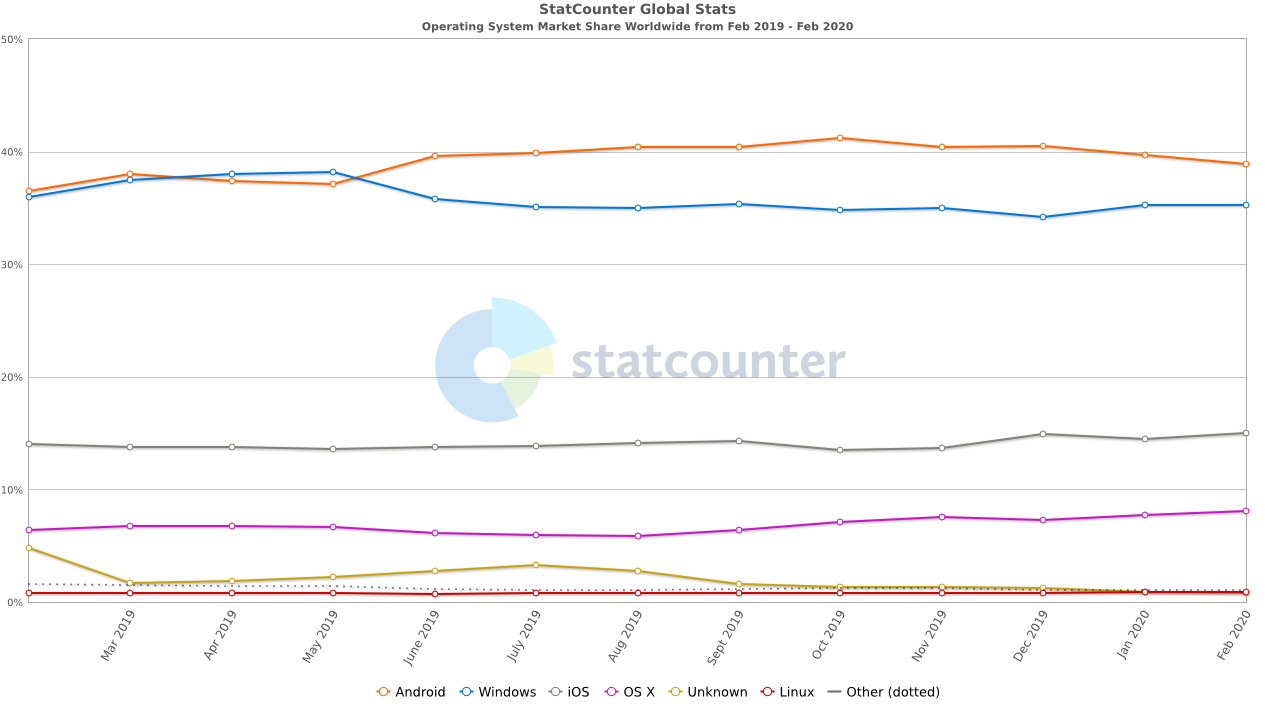 StatCounter Global Stats
Operating System Market Share Worldwide from Feb 2019 - Feb 2020
50%
40%
30%
20%
10%
0%
statcounter
Mar 2019
Apr 2019
May 2019
June 2019
July 2019
Aug 2019
Sept 2019
Oct 2019
Nov 2019
Dec 2019
Jan 2020
Feb 2020
Android Windows iOS OS X Unknown Linux Other (dotted)